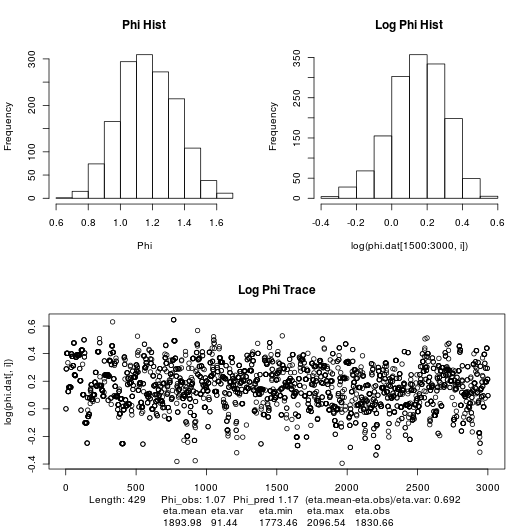 Phi Hist
Log Phi Hist
Frequency
0 50 100 200 300
0.6 0.8 1.0 1.2 1.4 1.6
Phi
Frequency
0 50 150 250 350
-0.4 -0.2 0.0 0.2 0.4 0.6
log(phi.dat[1500:3000, i])
Log Phi Trace
log(phi.dat[, i])
-0.4 -0.2 0.0 0.2 0.4 0.6
0 500 1000 1500 2000 2500 3000
Length: 429 Phi_obs: 1.07 Phi_pred 1.17 (eta.mean-eta.obs)/eta.var: 0.692
eta.mean eta.var eta.min eta.max eta.obs
1893.98 91.44 1773.46 2096.54 1830.66